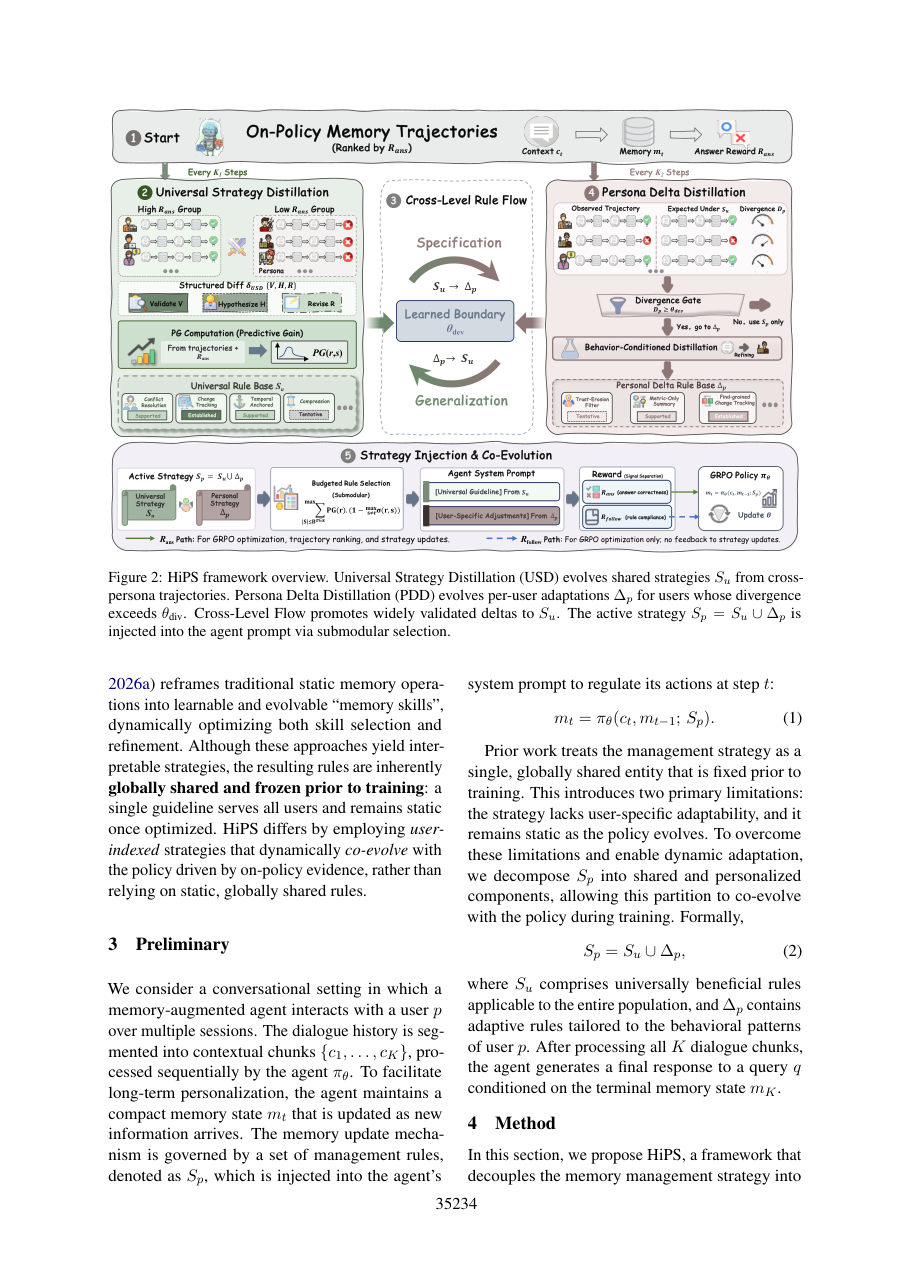 1 Start
On-Policy Memory Trajectories
(Ranked by R_ans)
Context c_t
Memory m_t
Answer Reward R_ans
Every K_1 Steps
Every K_2 Steps
2 Universal Strategy Distillation
High R_ans Group
Low R_ans Group
Persona
Structured Diff δ_USD {V, H, R}
Validate V
Hypothesize H
Revise R
PG Computation (Predictive Gain)
From trajectories +
R_ans
PG(r,s)
Universal Rule Base S_u
Conflict
Resolution
Supported
Change
Tracking
Established
Temporal
Anchored
Supported
Compression
Tentative
3 Cross-Level Rule Flow
Specification
S_u → Δ_p
Learned Boundary
θ_dev
Δ_p → S_u
Generalization
4 Persona Delta Distillation
Observed Trajectory
Expected Under S_u
Divergence D_p
Divergence Gate
D_p ≥ θ_dev
No, use S_p only
Yes, go to Δ_p
Behavior-Conditioned Distillation
Refining
Personal Delta Rule Base Δ_p
Trust-Erosion
Filter
Tentative
Metric-Only
Summary
Supported
Find-grained
Change Tracking
Established
5 Strategy Injection & Co-Evolution
Active Strategy S_p = S_u ∪ Δ_p
Universal
Strategy
S_u
Personal
Strategy
Δ_p
Budgeted Rule Selection
(Submodular)
max |S|≤B ∑ r∈S PG(r). (1 − max s∈S σ(r, s))
Agent System Prompt
[Universal Guideline] From S_u
[User-Specific Adjustments] From Δ_p
Reward (Signal Separation)
R_ans (answer correctness)
R_follow (rule compliance)
GRPO Policy π_θ
m_t = π_θ(c_t, m_{t−1}; S_p)
Update θ
R_ans Path: For GRPO optimization, trajectory ranking, and strategy updates.
R_follow Path: For GRPO optimization only; no feedback to strategy updates.
Figure 2: HiPS framework overview. Universal Strategy Distillation (USD) evolves shared strategies S_u from cross-
persona trajectories. Persona Delta Distillation (PDD) evolves per-user adaptations Δ_p for users whose divergence
exceeds θ_div. Cross-Level Flow promotes widely validated deltas to S_u. The active strategy S_p = S_u ∪ Δ_p is
injected into the agent prompt via submodular selection.
2026a) reframes traditional static memory opera-
tions into learnable and evolvable “memory skills”,
dynamically optimizing both skill selection and
refinement. Although these approaches yield inter-
pretable strategies, the resulting rules are inherently
globally shared and frozen prior to training: a
single guideline serves all users and remains static
once optimized. HiPS differs by employing user-
indexed strategies that dynamically co-evolve with
the policy driven by on-policy evidence, rather than
relying on static, globally shared rules.
3 Preliminary
We consider a conversational setting in which a
memory-augmented agent interacts with a user p
over multiple sessions. The dialogue history is seg-
mented into contextual chunks {c_1, . . . , c_K}, pro-
cessed sequentially by the agent π_θ. To facilitate
long-term personalization, the agent maintains a
compact memory state m_t that is updated as new
information arrives. The memory update mecha-
nism is governed by a set of management rules,
denoted as S_p, which is injected into the agent’s
system prompt to regulate its actions at step t:
m_t = π_θ(c_t, m_{t−1}; S_p). (1)
Prior work treats the management strategy as a
single, globally shared entity that is fixed prior to
training. This introduces two primary limitations:
the strategy lacks user-specific adaptability, and it
remains static as the policy evolves. To overcome
these limitations and enable dynamic adaptation,
we decompose S_p into shared and personalized
components, allowing this partition to co-evolve
with the policy during training. Formally,
S_p = S_u ∪ Δ_p, (2)
where S_u comprises universally beneficial rules
applicable to the entire population, and Δ_p contains
adaptive rules tailored to the behavioral patterns
of user p. After processing all K dialogue chunks,
the agent generates a final response to a query q
conditioned on the terminal memory state m_K.
4 Method
In this section, we propose HiPS, a framework that
decouples the memory management strategy into
35234